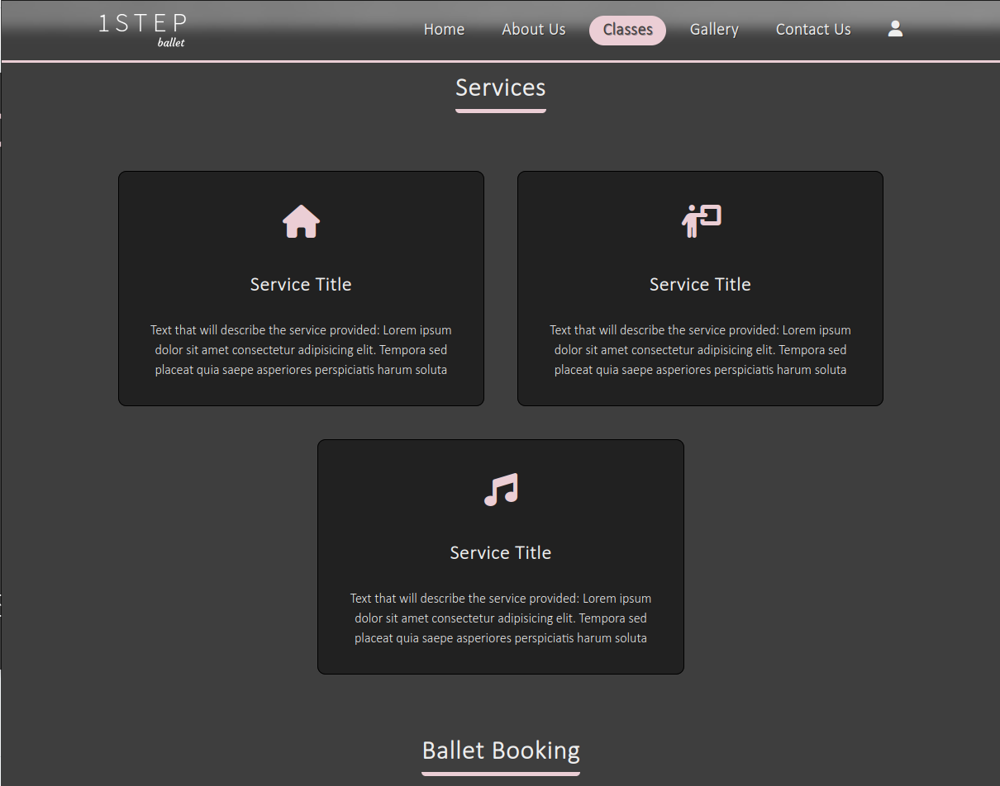 1STEP
ballet
Home About Us Classes Gallery Contact Us
Services
Service Title
Text that will describe the service provided: Lorem ipsum
dolor sit amet consectetur adipisicing elit. Tempora sed
placeat quia saepe asperiores perspiciatis harum soluta
Service Title
Text that will describe the service provided: Lorem ipsum
dolor sit amet consectetur adipisicing elit. Tempora sed
placeat quia saepe asperiores perspiciatis harum soluta
Service Title
Text that will describe the service provided: Lorem ipsum
dolor sit amet consectetur adipisicing elit. Tempora sed
placeat quia saepe asperiores perspiciatis harum soluta
Ballet Booking